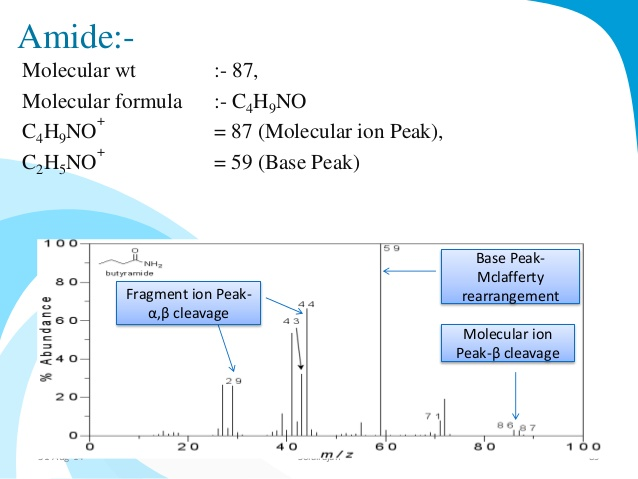 Amide:-
Molecular wt :- 87,
Molecular formula :- C₄H₉NO
C₄H₉NO⁺ = 87 (Molecular ion Peak),
C₂H₅NO⁺ = 59 (Base Peak)
% Abundance
100
80
60
40
20
0
O
NH₂
butyramide
Fragment ion Peak-
α,β cleavage
Base Peak-
Mclafferty
rearrangement
Molecular ion
Peak-β cleavage
59
44
43
29
71
86
87
0 20 40 60 80 100
m/z